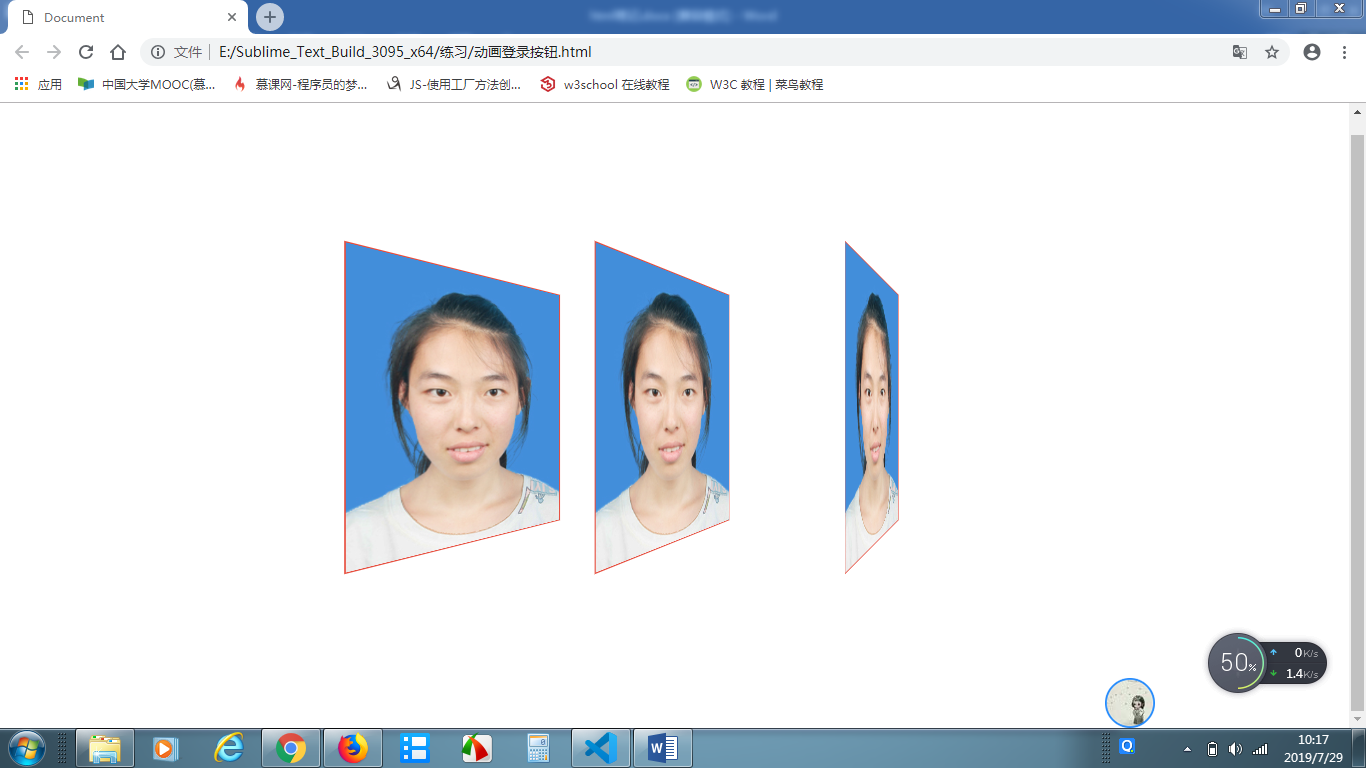 Document
文件 E:/Sublime_Text_Build_3095_x64/练习/动画登录按钮.html
应用 中国大学MOOC(慕... 慕课网-程序员的梦... JS-使用工厂方法创... w3school 在线教程 W3C 教程 | 菜鸟教程
50% 0K/s
1.4K/s
10:17
2019/7/29